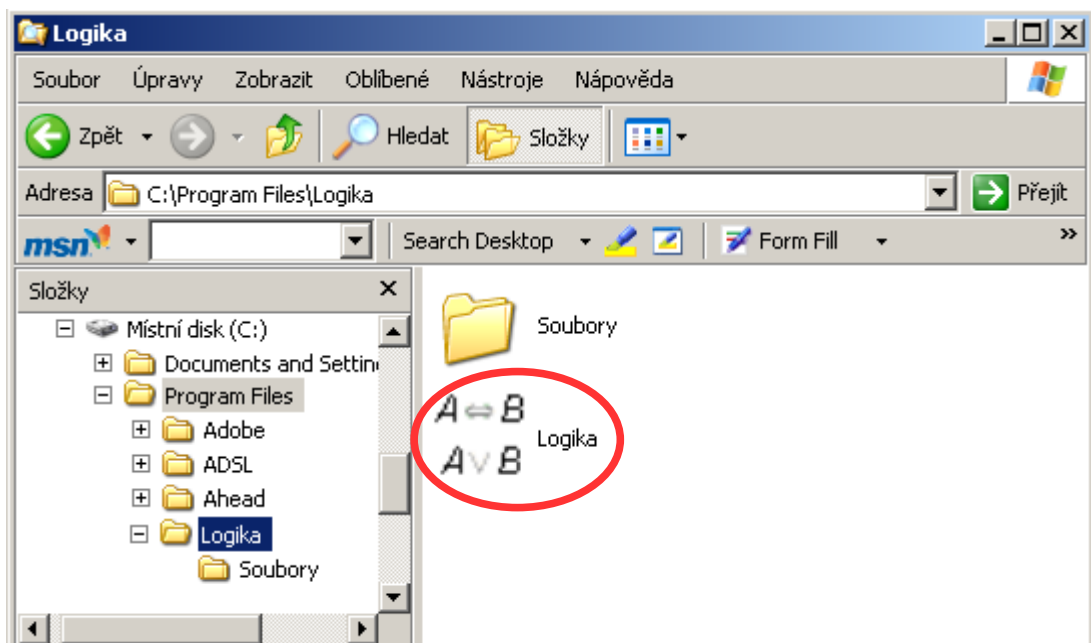 Logika
Soubor Úpravy Zobrazit Oblíbené Nástroje Nápověda
Zpět Hledat Složky
Adresa C:\Program Files\Logika Přejít
msn Search Desktop Form Fill »
Složky
Místní disk (C:)
Documents and Settin
Program Files
Adobe
ADSL
Ahead
Logika
Soubory
Soubory
A⇔B
A∨B
Logika